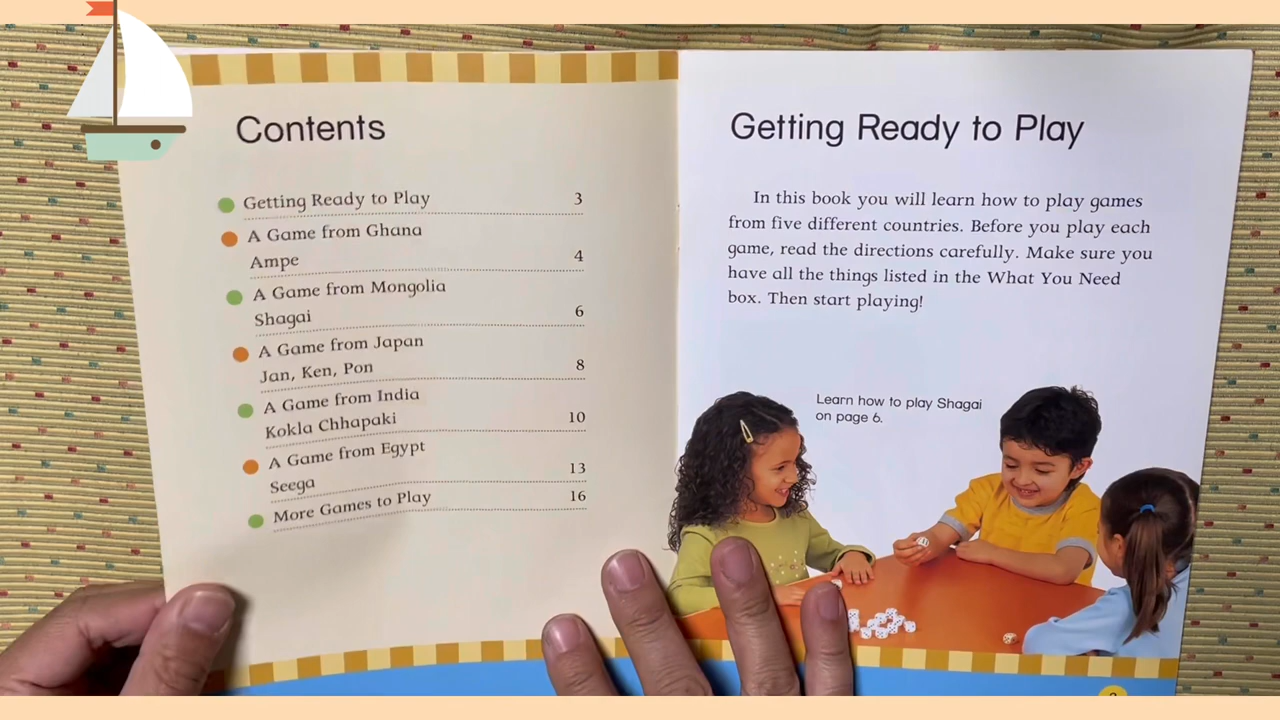 Contents
Getting Ready to Play 3
A Game from Ghana
Ampe 4
A Game from Mongolia
Shagai 6
A Game from Japan
Jan, Ken, Pon 8
A Game from India
Kokla Chhapaki 10
A Game from Egypt
Seega 13
More Games to Play 16
Getting Ready to Play
In this book you will learn how to play games
from five different countries. Before you play each
game, read the directions carefully. Make sure you
have all the things listed in the What You Need
box. Then start playing!
Learn how to play Shagai
on page 6.